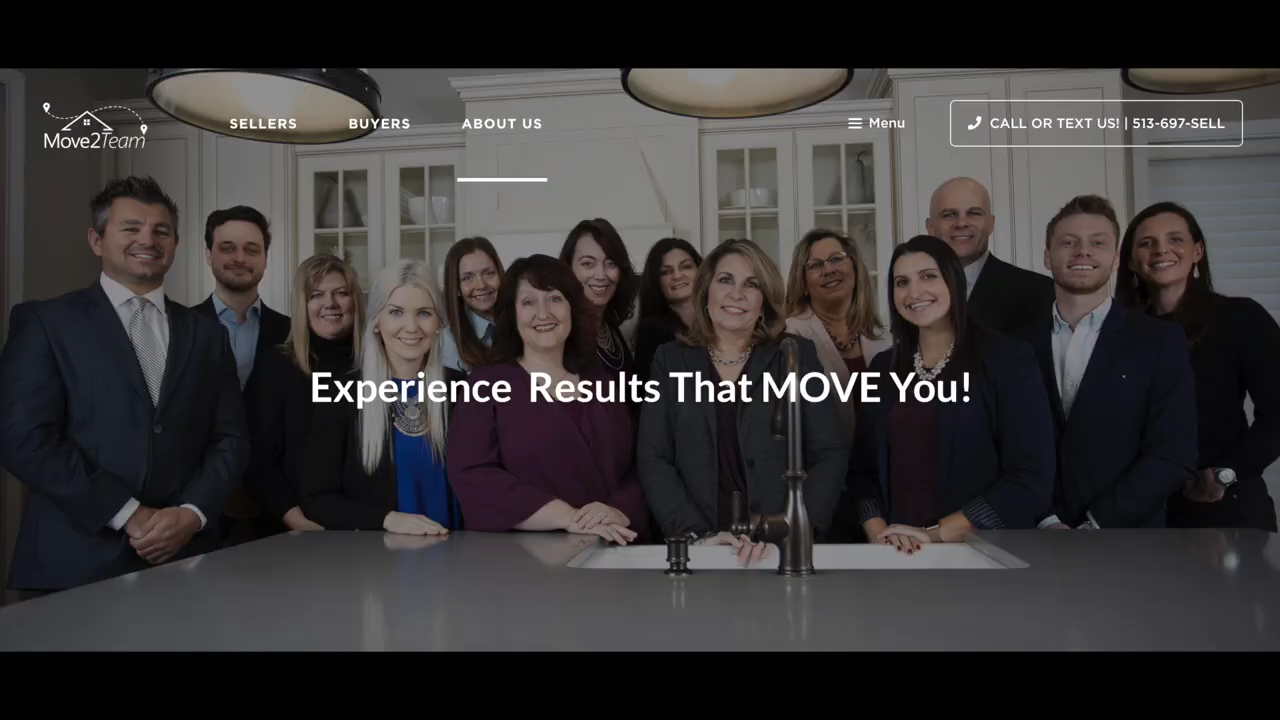 SELLERS
BUYERS
ABOUT US
Menu
CALL OR TEXT US! | 513-697-SELL
Move2Team
Experience Results That MOVE You!